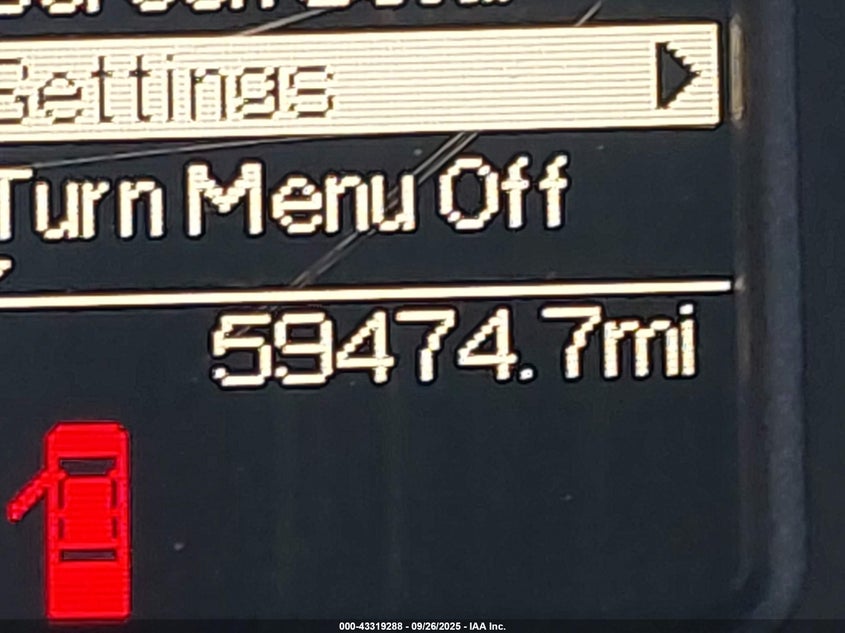 Settings
Turn Menu Off
59474.7mi
000-43319288 - 09/26/2025 - IAA Inc.